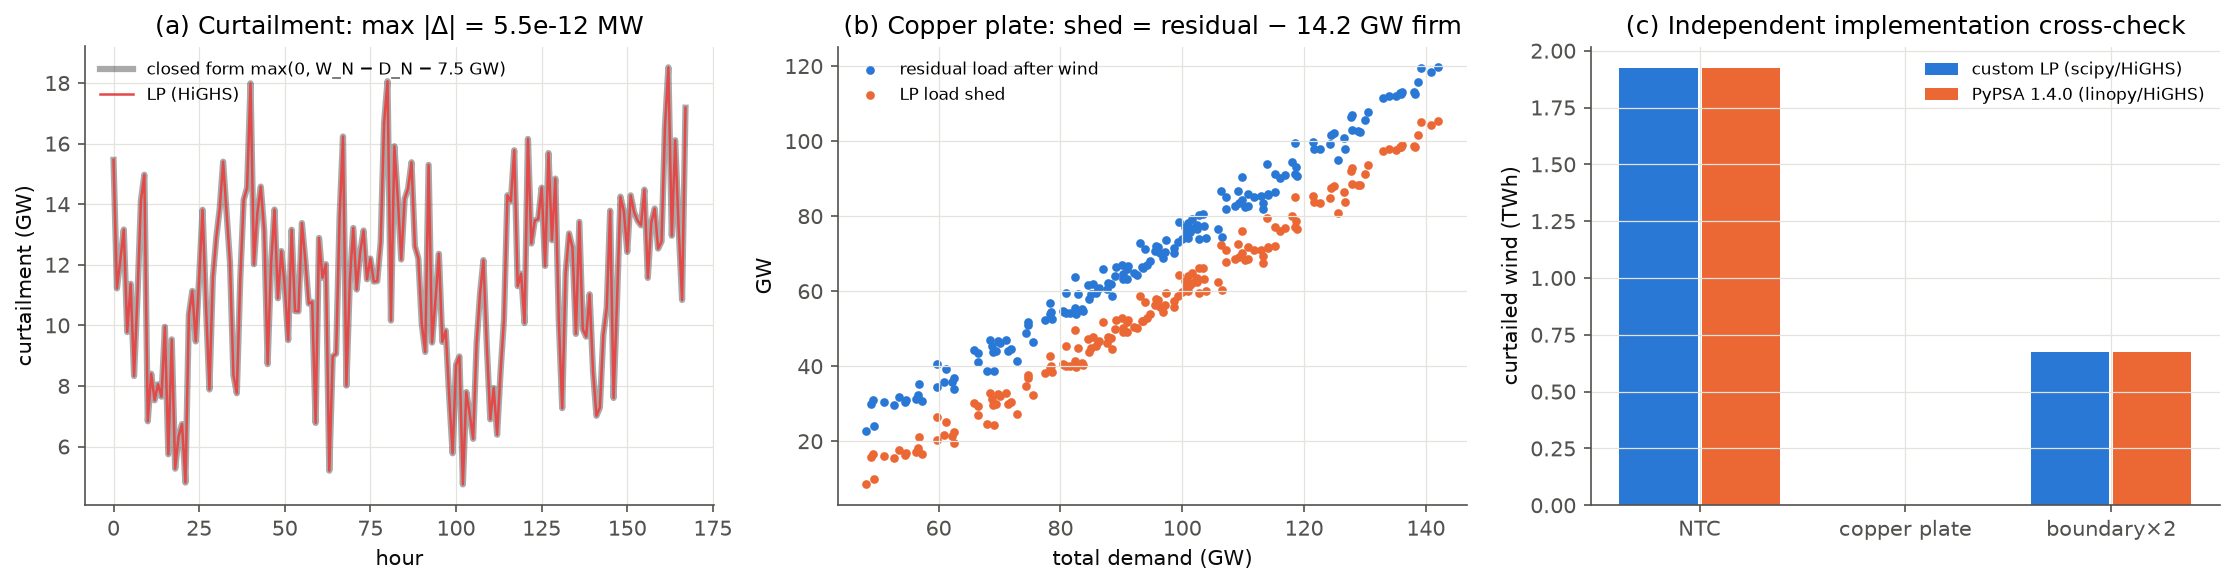 (a) Curtailment: max |Δ| = 5.5e-12 MW
closed form max(0, W_N − D_N − 7.5 GW)
LP (HiGHS)
curtailment (GW)
18
16
14
12
10
8
6
0 25 50 75 100 125 150 175
hour
(b) Copper plate: shed = residual − 14.2 GW firm
residual load after wind
LP load shed
GW
120
100
80
60
40
20
60 80 100 120 140
total demand (GW)
(c) Independent implementation cross-check
custom LP (scipy/HiGHS)
PyPSA 1.4.0 (linopy/HiGHS)
curtailed wind (TWh)
2.00
1.75
1.50
1.25
1.00
0.75
0.50
0.25
0.00
NTC copper plate boundary×2